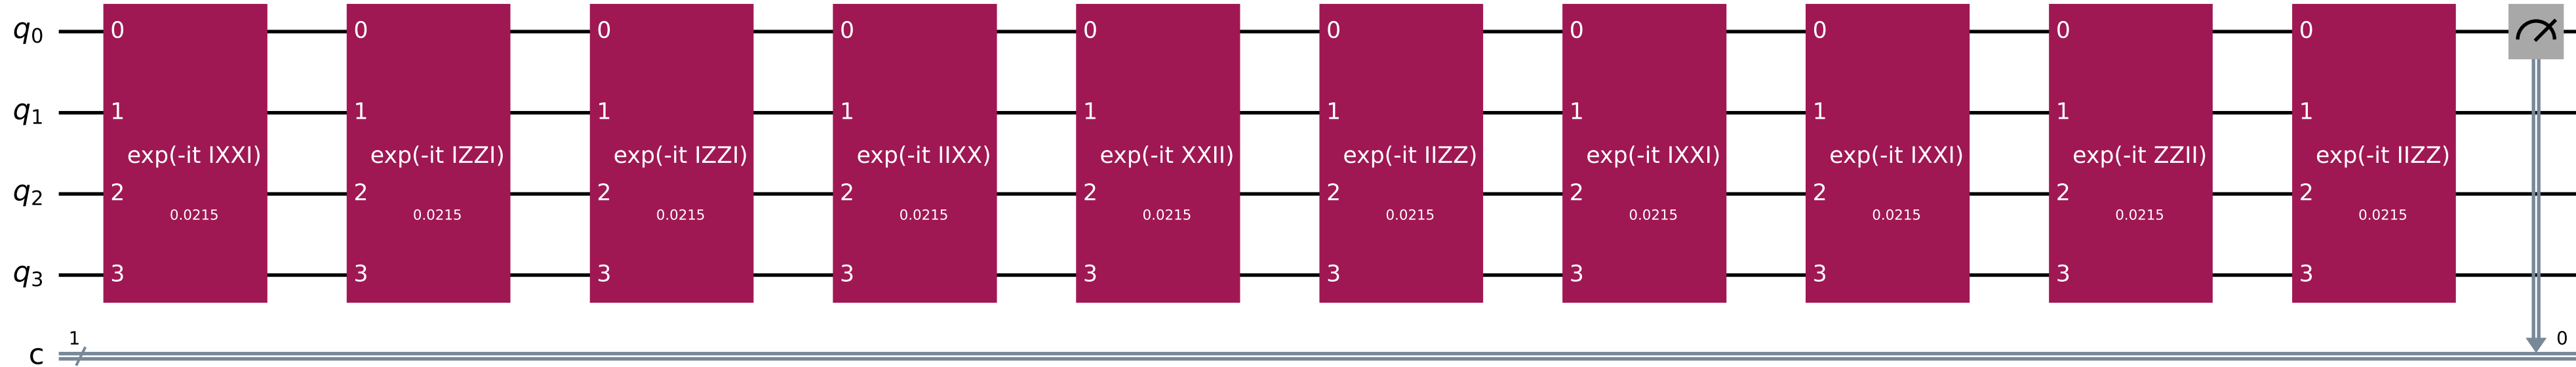 q0 0 0 0 0 0 0 0 0 0 0
q1 1 1 1 1 1 1 1 1 1 1
exp(-it IXXI) exp(-it IZZI) exp(-it IZZI) exp(-it IIXX) exp(-it XXII) exp(-it IIZZ) exp(-it IXXI) exp(-it IXXI) exp(-it ZZII) exp(-it IIZZ)
q2 2 2 2 2 2 2 2 2 2 2
0.0215 0.0215 0.0215 0.0215 0.0215 0.0215 0.0215 0.0215 0.0215 0.0215
q3 3 3 3 3 3 3 3 3 3 3
1 0
c